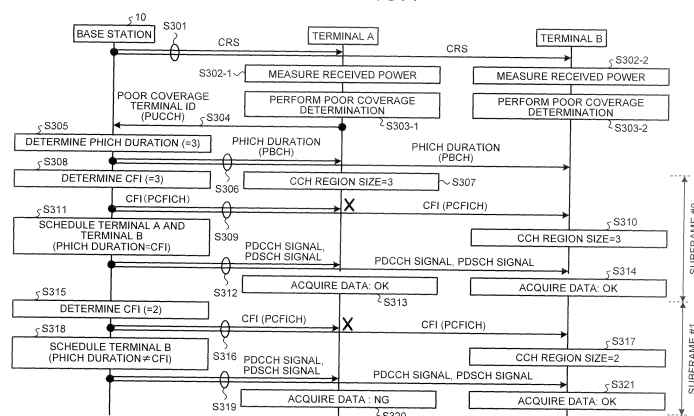 10
S301
BASE STATION
TERMINAL A
TERMINAL B
CRS
CRS
S302-1
MEASURE RECEIVED POWER
S302-2
MEASURE RECEIVED POWER
POOR COVERAGE
TERMINAL ID
(PUCCH)
S304
PERFORM POOR COVERAGE
DETERMINATION
S303-1
PERFORM POOR COVERAGE
DETERMINATION
S303-2
S305
DETERMINE PHICH DURATION (=3)
PHICH DURATION
(PBCH)
PHICH DURATION
(PBCH)
S306
S308
DETERMINE CFI (=3)
CCH REGION SIZE=3
S307
CFI (PCFICH)
X
CFI (PCFICH)
S309
S310
CCH REGION SIZE=3
S311
SCHEDULE TERMINAL A AND
TERMINAL B
(PHICH DURATION=CFI)
PDCCH SIGNAL,
PDSCH SIGNAL
PDCCH SIGNAL, PDSCH SIGNAL
S312
ACQUIRE DATA: OK
S313
S314
ACQUIRE DATA: OK
SUBFRAME #0
S315
DETERMINE CFI (=2)
CFI (PCFICH)
X
CFI (PCFICH)
S316
S317
CCH REGION SIZE=2
S318
SCHEDULE TERMINAL B
(PHICH DURATION≠CFI)
PDCCH SIGNAL,
PDSCH SIGNAL
PDCCH SIGNAL, PDSCH SIGNAL
S319
ACQUIRE DATA : NG
S320
S321
ACQUIRE DATA: OK
SUBFRAME #1